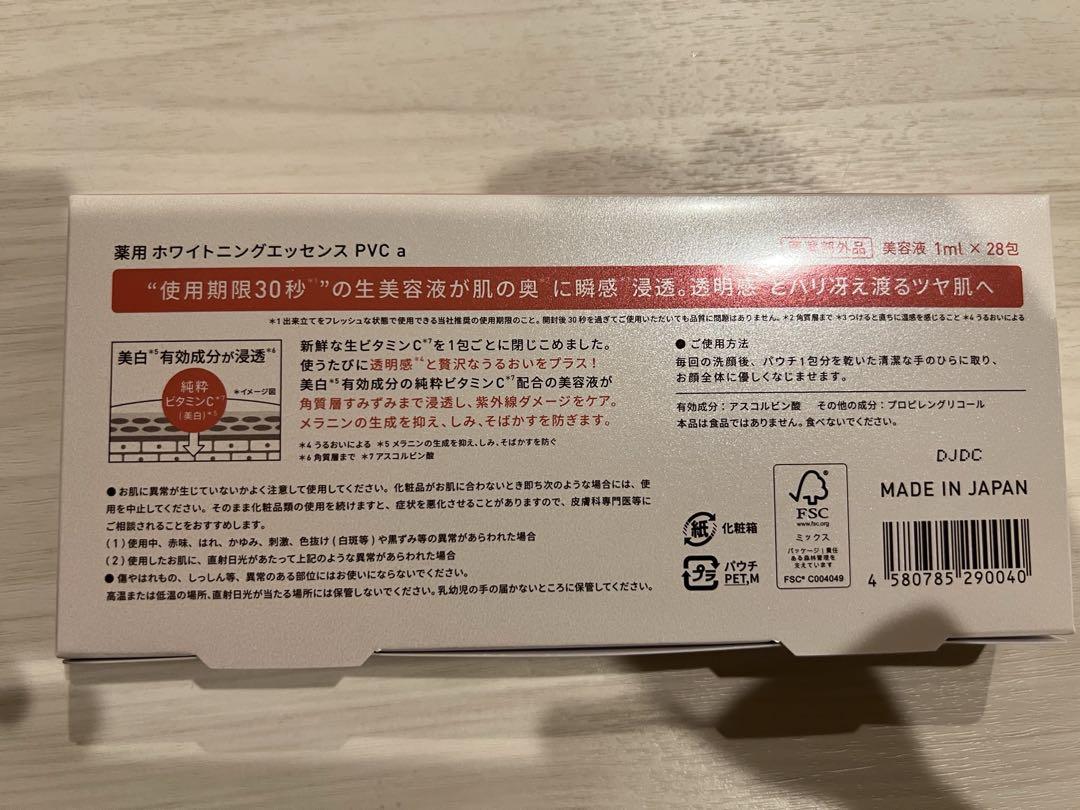 薬用 ホワイトニングエッセンス PVC a
医薬部外品 美容液 1ml × 28包
“使用期限30秒*1”の生美容液が肌の奥*2に瞬感*3浸透。透明感*4とハリ冴え渡るツヤ肌へ
*1 出来立てをフレッシュな状態で使用できる当社推奨の使用期限のこと。開封後30秒を過ぎてご使用いただいても品質に問題はありません。*2 角質層まで *3 つけると直ちに温感を感じること *4 うるおいによる
美白*5有効成分が浸透*6
純粋
ビタミンC*7
(美白)*5
*イメージ図
新鮮な生ビタミンC*7を1包ごとに閉じこめました。
使うたびに透明感*4と贅沢なうるおいをプラス!
美白*5有効成分の純粋ビタミンC*7配合の美容液が
角質層すみずみまで浸透し、紫外線ダメージをケア。
メラニンの生成を抑え、しみ、そばかすを防ぎます。
*4 うるおいによる *5 メラニンの生成を抑え、しみ、そばかすを防ぐ
*6 角質層まで *7 アスコルビン酸
● ご使用方法
毎回の洗顔後、パウチ1包分を乾いた清潔な手のひらに取り、
お顔全体に優しくなじませます。
有効成分:アスコルビン酸 その他の成分:プロピレングリコール
本品は食品ではありません。食べないでください。
●お肌に異常が生じていないかよく注意して使用してください。化粧品がお肌に合わないとき即ち次のような場合には、使
用を中止してください。そのまま化粧品類の使用を続けますと、症状を悪化させることがありますので、皮膚科専門医等に
ご相談されることをおすすめします。
(1)使用中、赤味、はれ、かゆみ、刺激、色抜け(白斑等)や黒ずみ等の異常があらわれた場合
(2)使用したお肌に、直射日光があたって上記のような異常があらわれた場合
●傷やはれもの、しっしん等、異常のある部位にはお使いにならないでください。
高温または低温の場所、直射日光が当たる場所には保管しないでください。乳幼児の手の届かないところに保管してください。
紙 化粧箱
プラ パウチ
PET,M
FSC
www.fsc.org
ミックス
パッケージ|責任
ある森林管理を
支えています
FSC® C004049
DJDC
MADE IN JAPAN
4 580785 290040